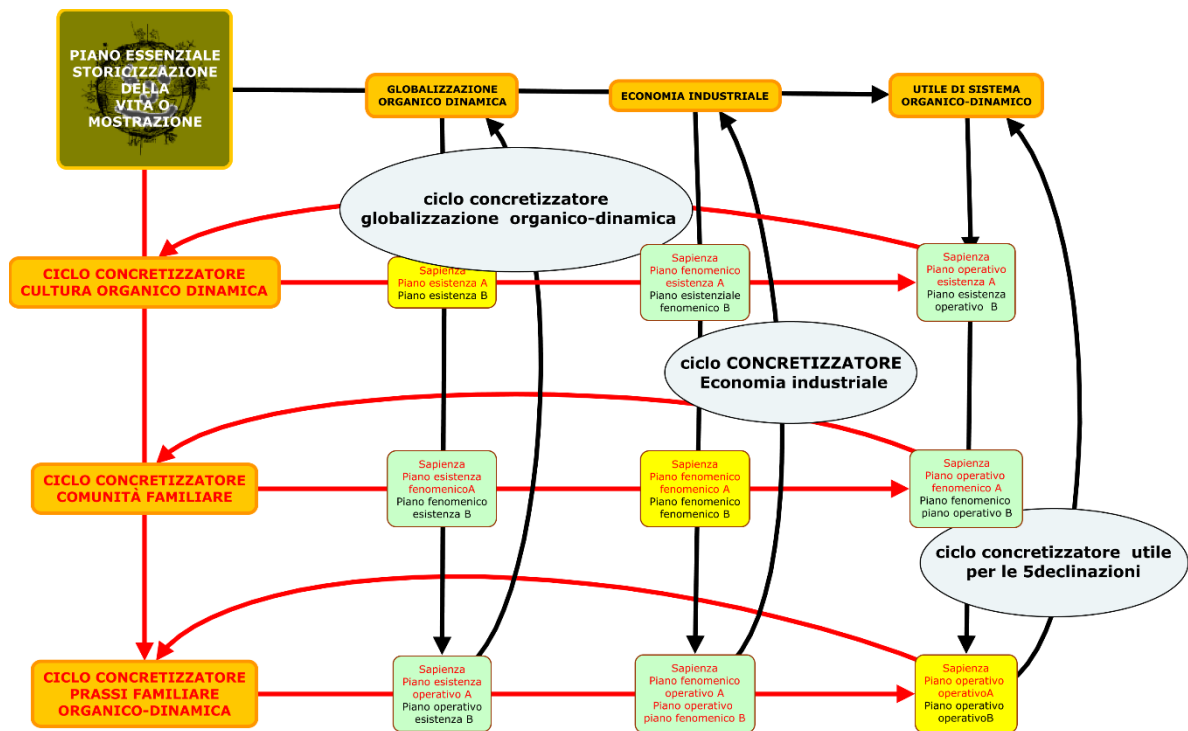 PIANO ESSENZIALE
STORICIZZAZIONE
DELLA
VITA O
MOSTRAZIONE
GLOBALIZZAZIONE
ORGANICO DINAMICA
ECONOMIA INDUSTRIALE
UTILE DI SISTEMA
ORGANICO-DINAMICO
ciclo concretizzatore
globalizzazione organico-dinamica
CICLO CONCRETIZZATORE
CULTURA ORGANICO DINAMICA
Sapienza
Piano esistenza A
Piano esistenza B
Sapienza
Piano fenomenico
esistenza A
Piano esistenziale
fenomenico B
Sapienza
Piano operativo
esistenza A
Piano esistenza
operativo B
ciclo CONCRETIZZATORE
Economia industriale
CICLO CONCRETIZZATORE
COMUNITÀ FAMILIARE
Sapienza
Piano esistenza
fenomenicoA
Piano fenomenico
esistenza B
Sapienza
Piano fenomenico
fenomenico A
Piano fenomenico
fenomenico B
Sapienza
Piano operativo
fenomenico A
Piano fenomenico
piano operativo B
ciclo concretizzatore utile
per le 5declinazioni
CICLO CONCRETIZZATORE
PRASSI FAMILIARE
ORGANICO-DINAMICA
Sapienza
Piano esistenza
operativo A
Piano operativo
esistenza B
Sapienza
Piano fenomenico
operativo A
Piano operativo
piano fenomenico B
Sapienza
Piano operativo
operativoA
Piano operativo
operativoB